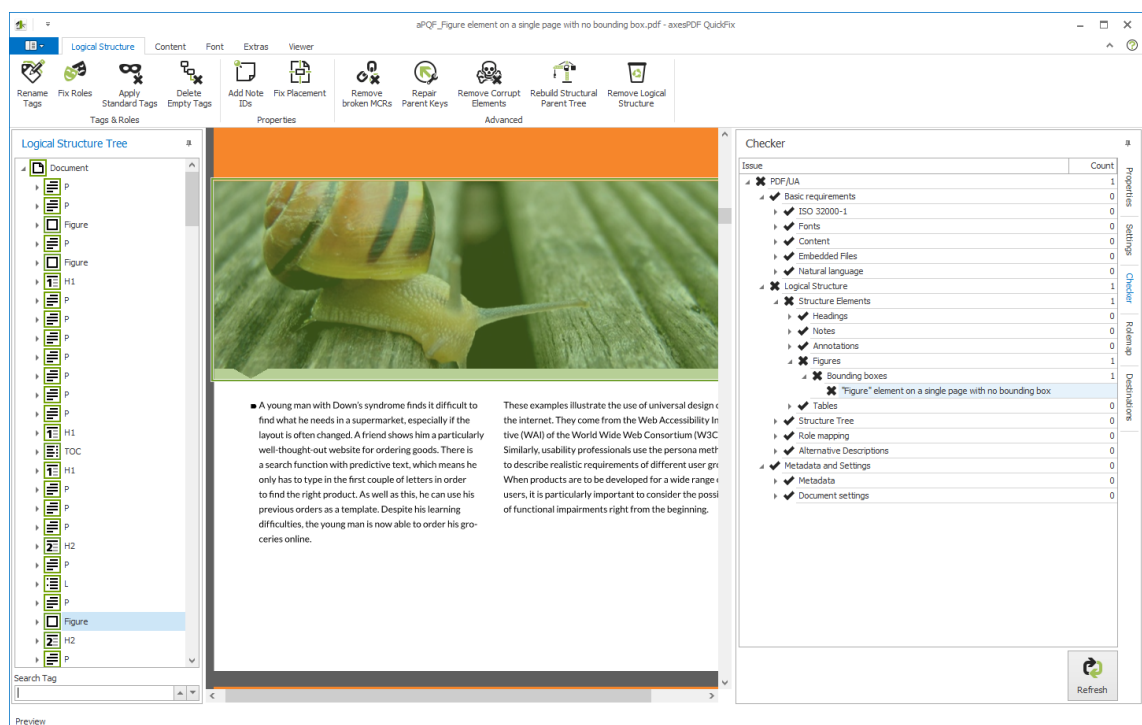 aPQF_Figure element on a single page with no bounding box.pdf - axesPDF QuickFix
Logical Structure Content Font Extras Viewer
Rename Tags
Fix Roles
Apply Standard Tags
Delete Empty Tags
Add Note IDs
Fix Placement
Remove broken MCRs
Repair Parent Keys
Remove Corrupt Elements
Rebuild Structural Parent Tree
Remove Logical Structure
Tags & Roles
Properties
Advanced
Logical Structure Tree
Document
P
P
Figure
P
Figure
1 H1
P
P
P
P
P
P
P
1 H1
TOC
1 H1
P
P
P
2 H2
P
L
P
Figure
2 H2
P
Search Tag
Preview
A young man with Down's syndrome finds it difficult to
find what he needs in a supermarket, especially if the
layout is often changed. A friend shows him a particularly
well-thought-out website for ordering goods. There is
a search function with predictive text, which means he
only has to type in the first couple of letters in order
to find the right product. As well as this, he can use his
previous orders as a template. Despite his learning
difficulties, the young man is now able to order his gro-
ceries online.
These examples illustrate the use of universal design
the internet. They come from the Web Accessibility In
tive (WAI) of the World Wide Web Consortium (W3C
Similarly, usability professionals use the persona meth
to describe realistic requirements of different user gro
When products are to be developed for a wide range
users, it is particularly important to consider the possi
of functional impairments right from the beginning.
Checker
Issue Count
PDF/UA 1
Basic requirements 0
ISO 32000-1 0
Fonts 0
Content 0
Embedded Files 0
Natural language 0
Logical Structure 1
Structure Elements 1
Headings 0
Notes 0
Annotations 0
Figures 1
Bounding boxes 1
"Figure" element on a single page with no bounding box
Tables 0
Structure Tree 0
Role mapping 0
Alternative Descriptions 0
Metadata and Settings 0
Metadata 0
Document settings 0
Refresh
Properties
Settings
Checker
Rolemap
Destinations